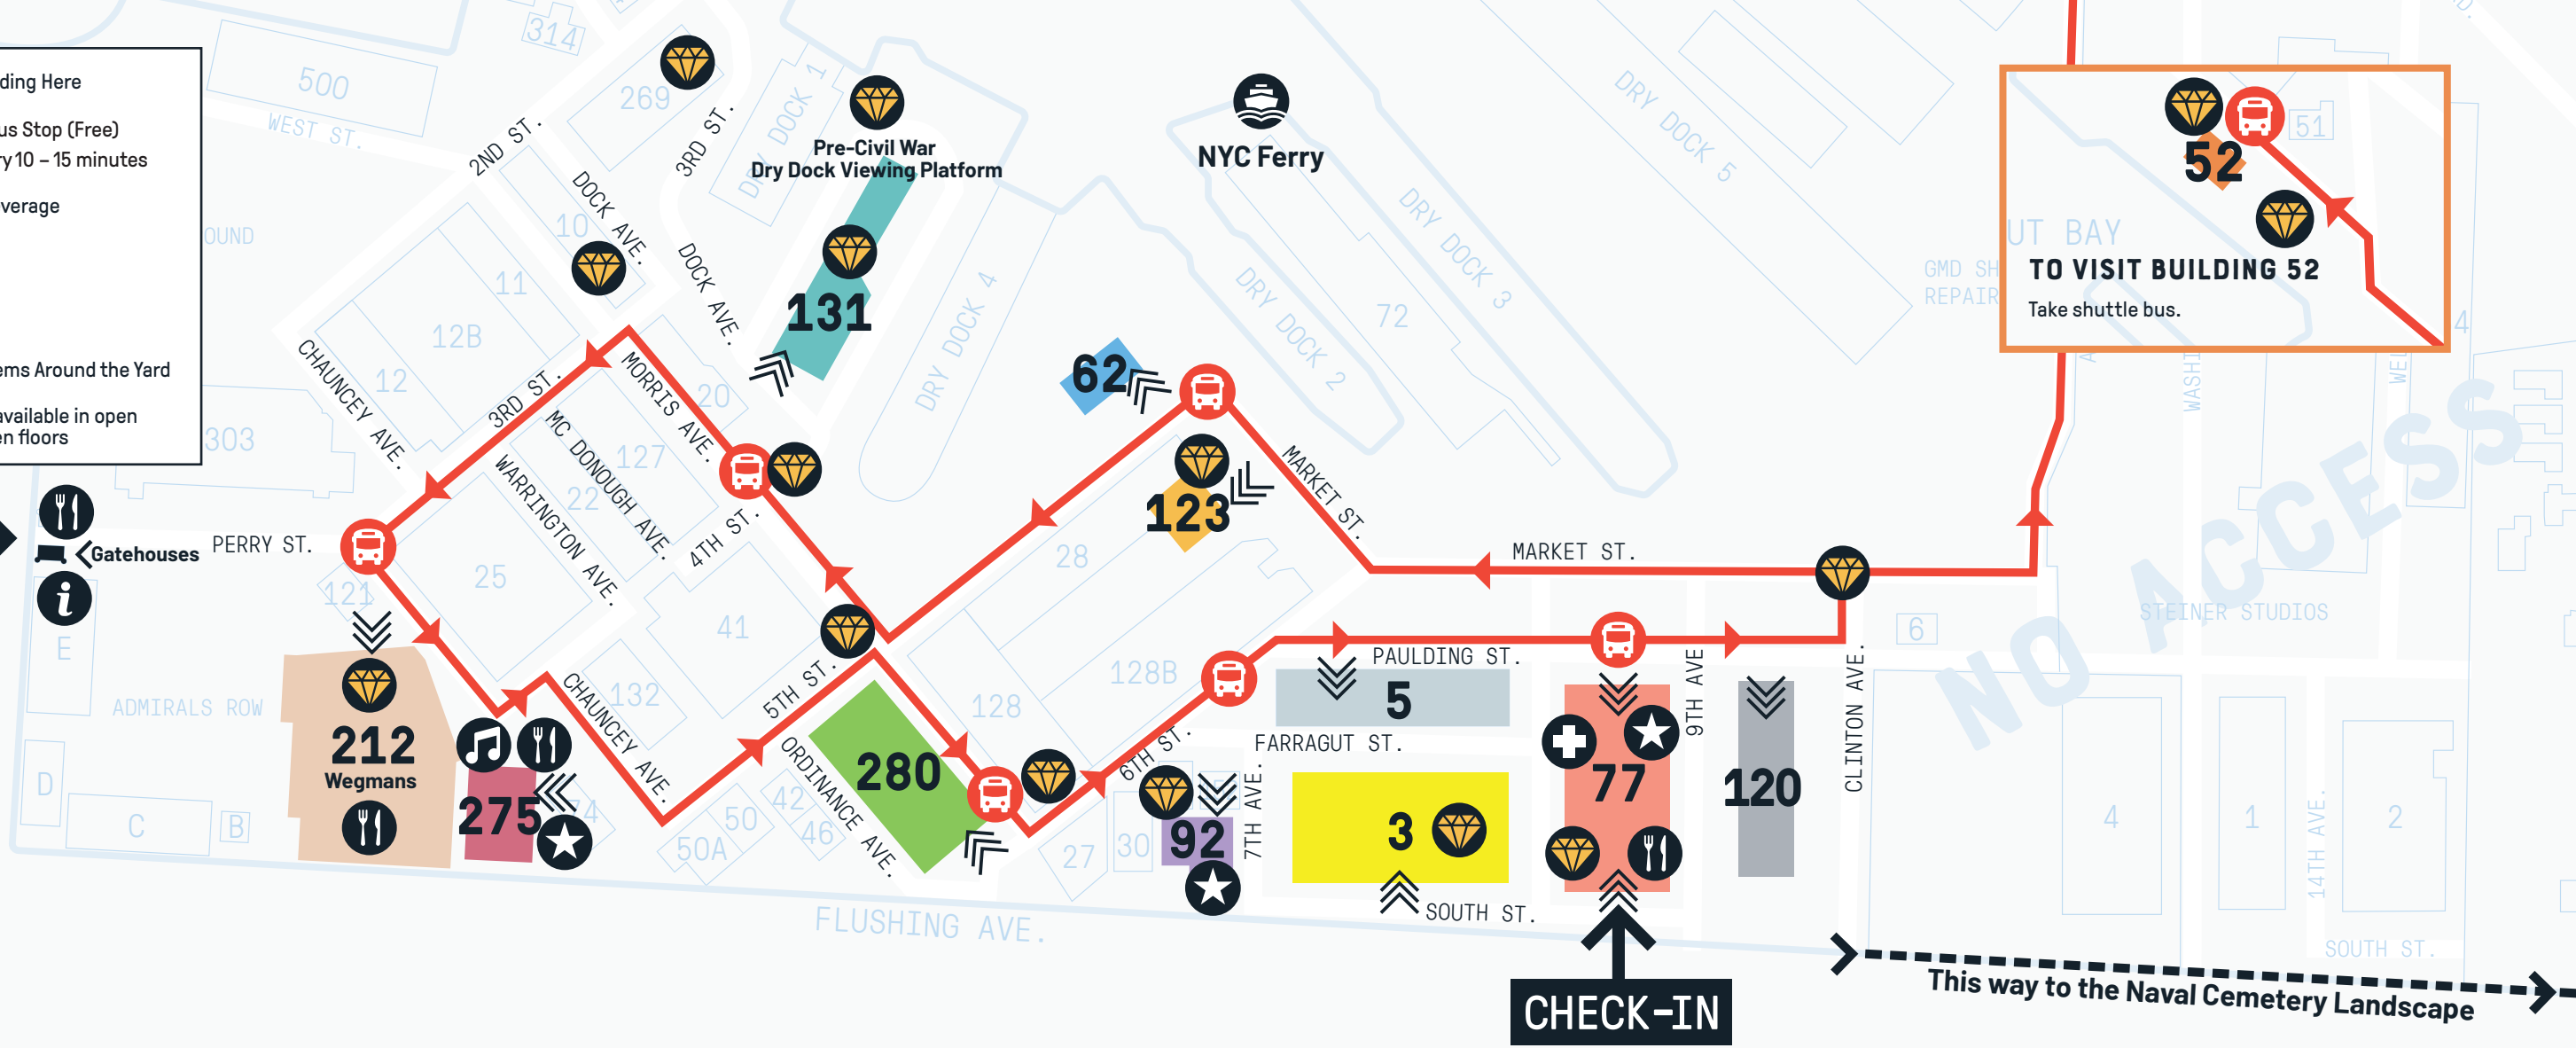 ding Here
us Stop (Free)
ry 10 – 15 minutes
verage
ems Around the Yard
available in open
en floors
314
500
WEST ST.
OUND
303
269
2ND ST.
3RD ST.
DRY DOCK 1
10
DOCK AVE.
DOCK AVE.
Pre-Civil War
Dry Dock Viewing Platform
131
DRY DOCK 4
NYC Ferry
DRY DOCK 5
DRY DOCK 3
DRY DOCK 2
72
GMD SH
REPAIR
UT BAY
52
51
TO VISIT BUILDING 52
Take shuttle bus.
4
WASHI
11
12B
12
CHAUNCEY AVE.
3RD ST.
MORRIS AVE.
20
127
22
MC DONOUGH AVE.
WARRINGTON AVE.
4TH ST.
62
123
MARKET ST.
MARKET ST.
Gatehouses
PERRY ST.
121
25
41
28
E
ADMIRALS ROW
132
128
128B
PAULDING ST.
5
6
STEINER STUDIOS
NO ACCESS
212
Wegmans
275
74
CHAUNCEY AVE.
5TH ST.
ORDINANCE AVE.
280
6TH ST.
FARRAGUT ST.
9TH AVE
77
120
CLINTON AVE.
D
C
B
50A
50
42
46
27
30
92
7TH AVE.
3
4
1
14TH AVE.
2
SOUTH ST.
SOUTH ST.
FLUSHING AVE.
CHECK-IN
This way to the Naval Cemetery Landscape